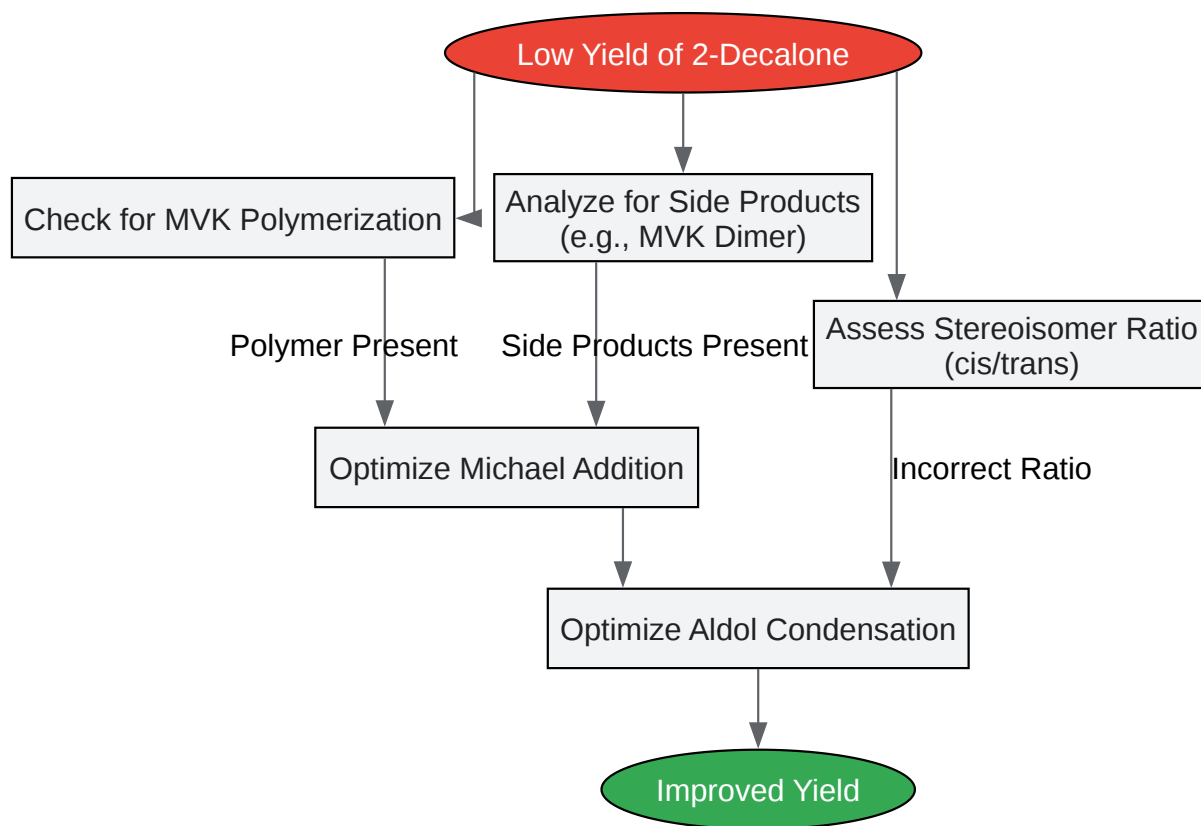 Low Yield of 2-Decalone
Check for MVK Polymerization
Analyze for Side Products
(e.g., MVK Dimer)
Assess Stereoisomer Ratio
(cis/trans)
Polymer Present
Side Products Present
Optimize Michael Addition
Incorrect Ratio
Optimize Aldol Condensation
Improved Yield